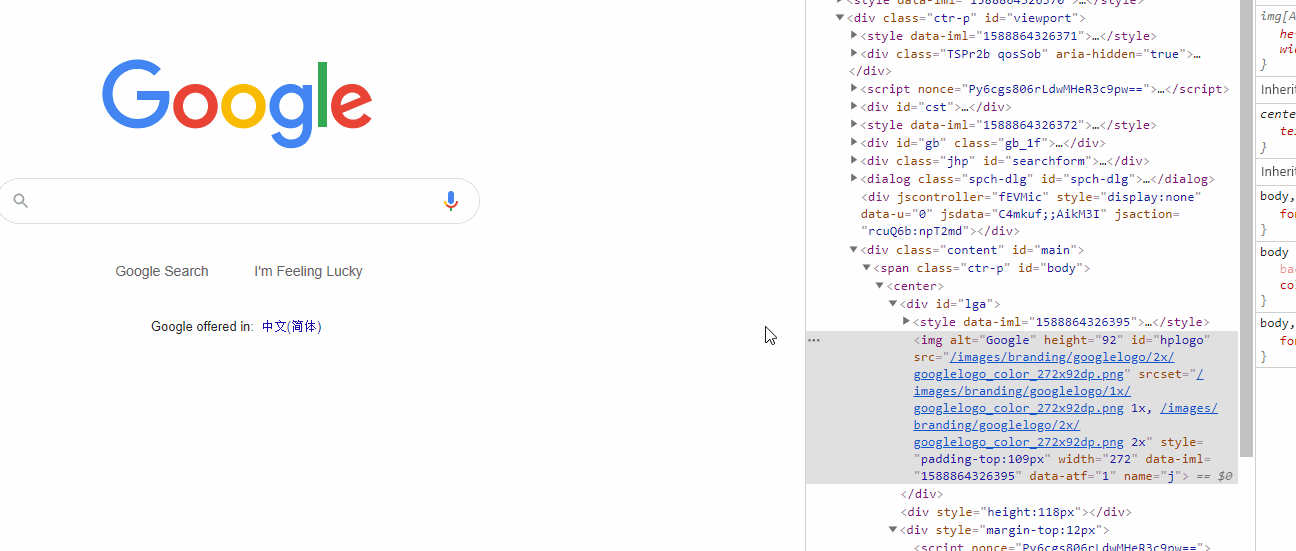 Google
Google Search
I'm Feeling Lucky
Google offered in: 中文(简体)
<style data-iml="1588864326370">…</style>
<div class="ctr-p" id="viewport">
<style data-iml="1588864326371">…</style>
<div class="TSPr2b qosSob" aria-hidden="true">…
</div>
<script nonce="Py6cgs806rLdwMHeR3c9pw==">…</script>
<div id="cst">…</div>
<style data-iml="1588864326372">…</style>
<div id="gb" class="gb_1f">…</div>
<div class="jhp" id="searchform">…</div>
<dialog class="spch-dlg" id="spch-dlg">…</dialog>
<div jscontroller="fEVMic" style="display:none"
data-u="0" jsdata="C4mkuf;;AikM3I" jsaction=
"rcuQ6b:npT2md"></div>
<div class="content" id="main">
<span class="ctr-p" id="body">
<center>
<div id="lga">
<style data-iml="1588864326395">…</style>
<img alt="Google" height="92" id="hplogo"
src="/images/branding/googlelogo/2x/
googlelogo_color_272x92dp.png" srcset="/
images/branding/googlelogo/1x/
googlelogo_color_272x92dp.png 1x, /images/
branding/googlelogo/2x/
googlelogo_color_272x92dp.png 2x" style=
"padding-top:109px" width="272" data-iml=
"1588864326395" data-atf="1" name="j"> == $0
</div>
<div style="height:118px"></div>
<div style="margin-top:12px">
<script nonce="Py6cgs806rLdwMHeR3c9pw==">
img[A
hei
wid
}
Inherit
cente
te
}
Inherit
body,
fon
}
body
bac
col
}
body,
fon
}